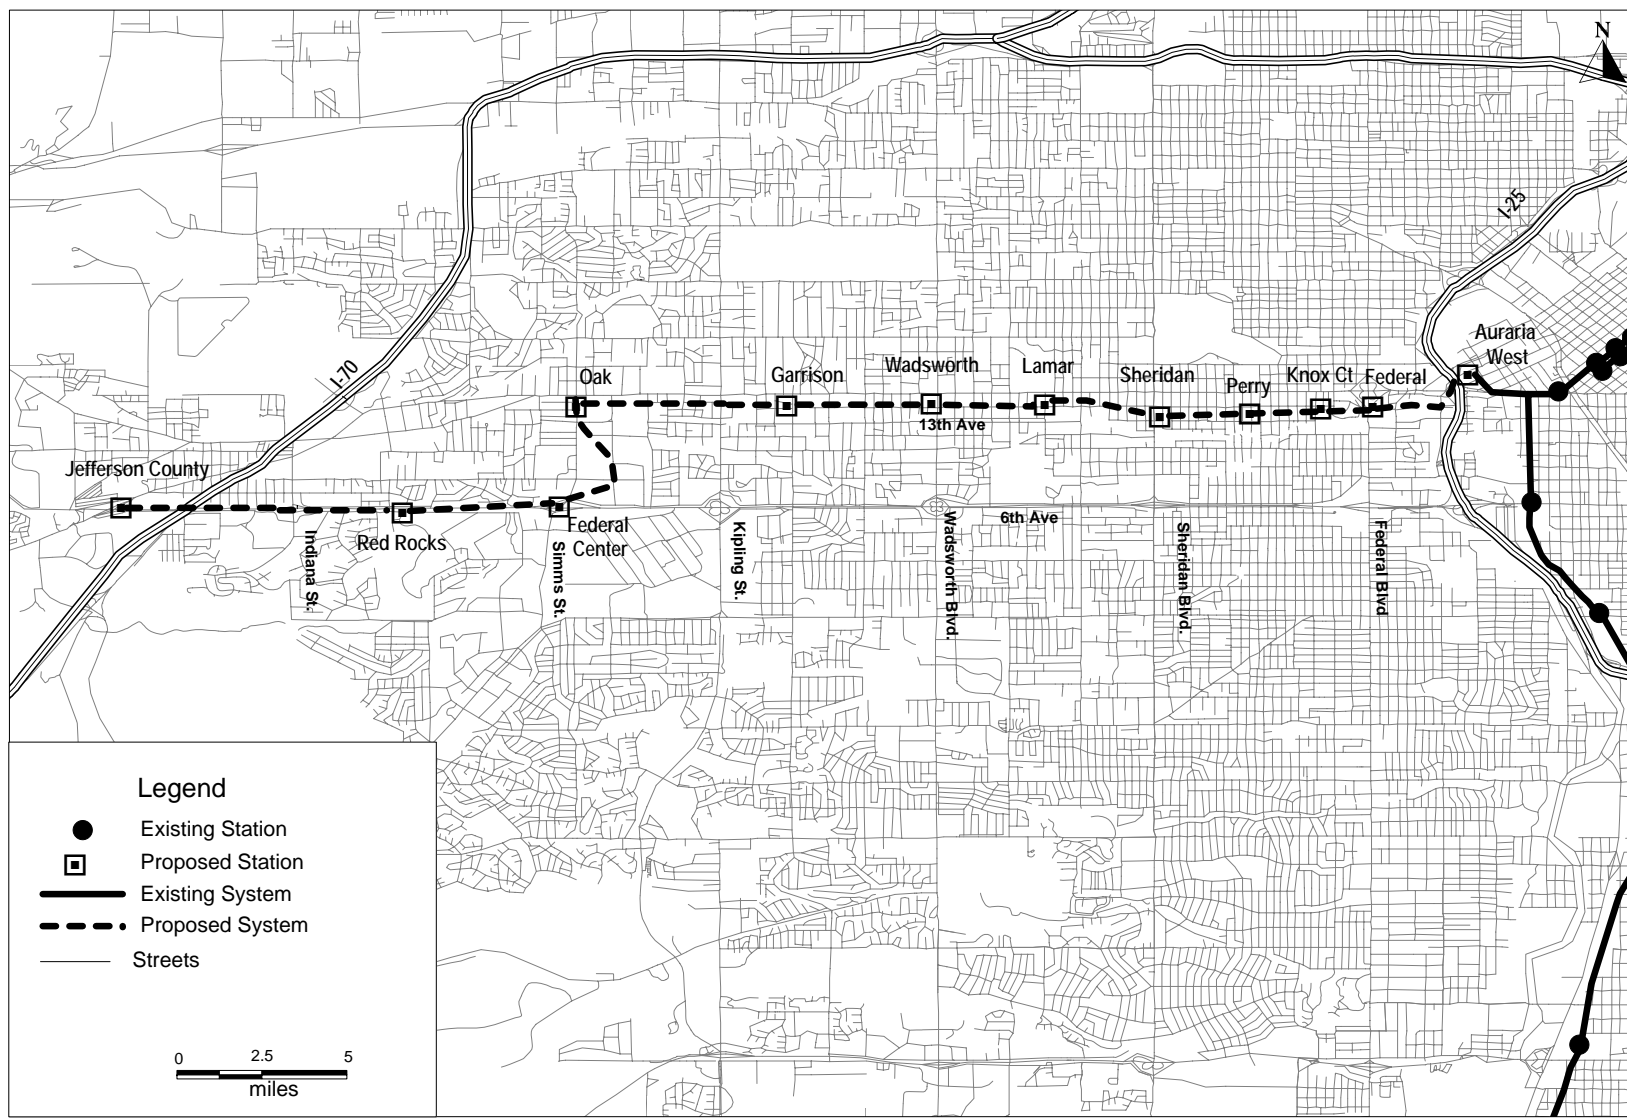 N
I-25
Auraria
West
I-70
Oak
Garrison
Wadsworth
Lamar
Sheridan
Perry
Knox Ct
Federal
13th Ave
Jefferson County
Red Rocks
Federal
Center
6th Ave
Indiana St.
Simms St.
Kipling St.
Wadsworth Blvd.
Sheridan Blvd.
Federal Blvd
Legend
Existing Station
Proposed Station
Existing System
Proposed System
Streets
0 2.5 5
miles